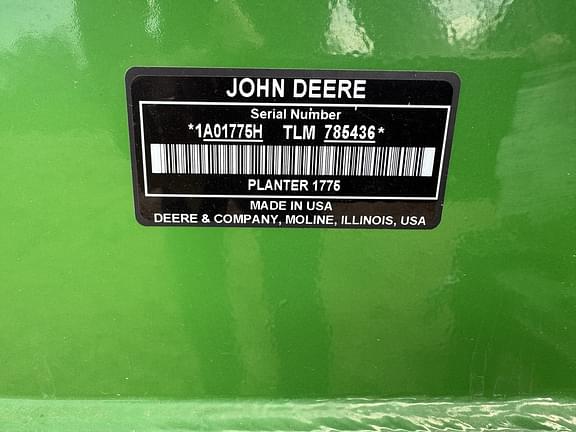 JOHN DEERE
Serial Number
*1A01775H TLM 785436*
PLANTER 1775
MADE IN USA
DEERE & COMPANY, MOLINE, ILLINOIS, USA